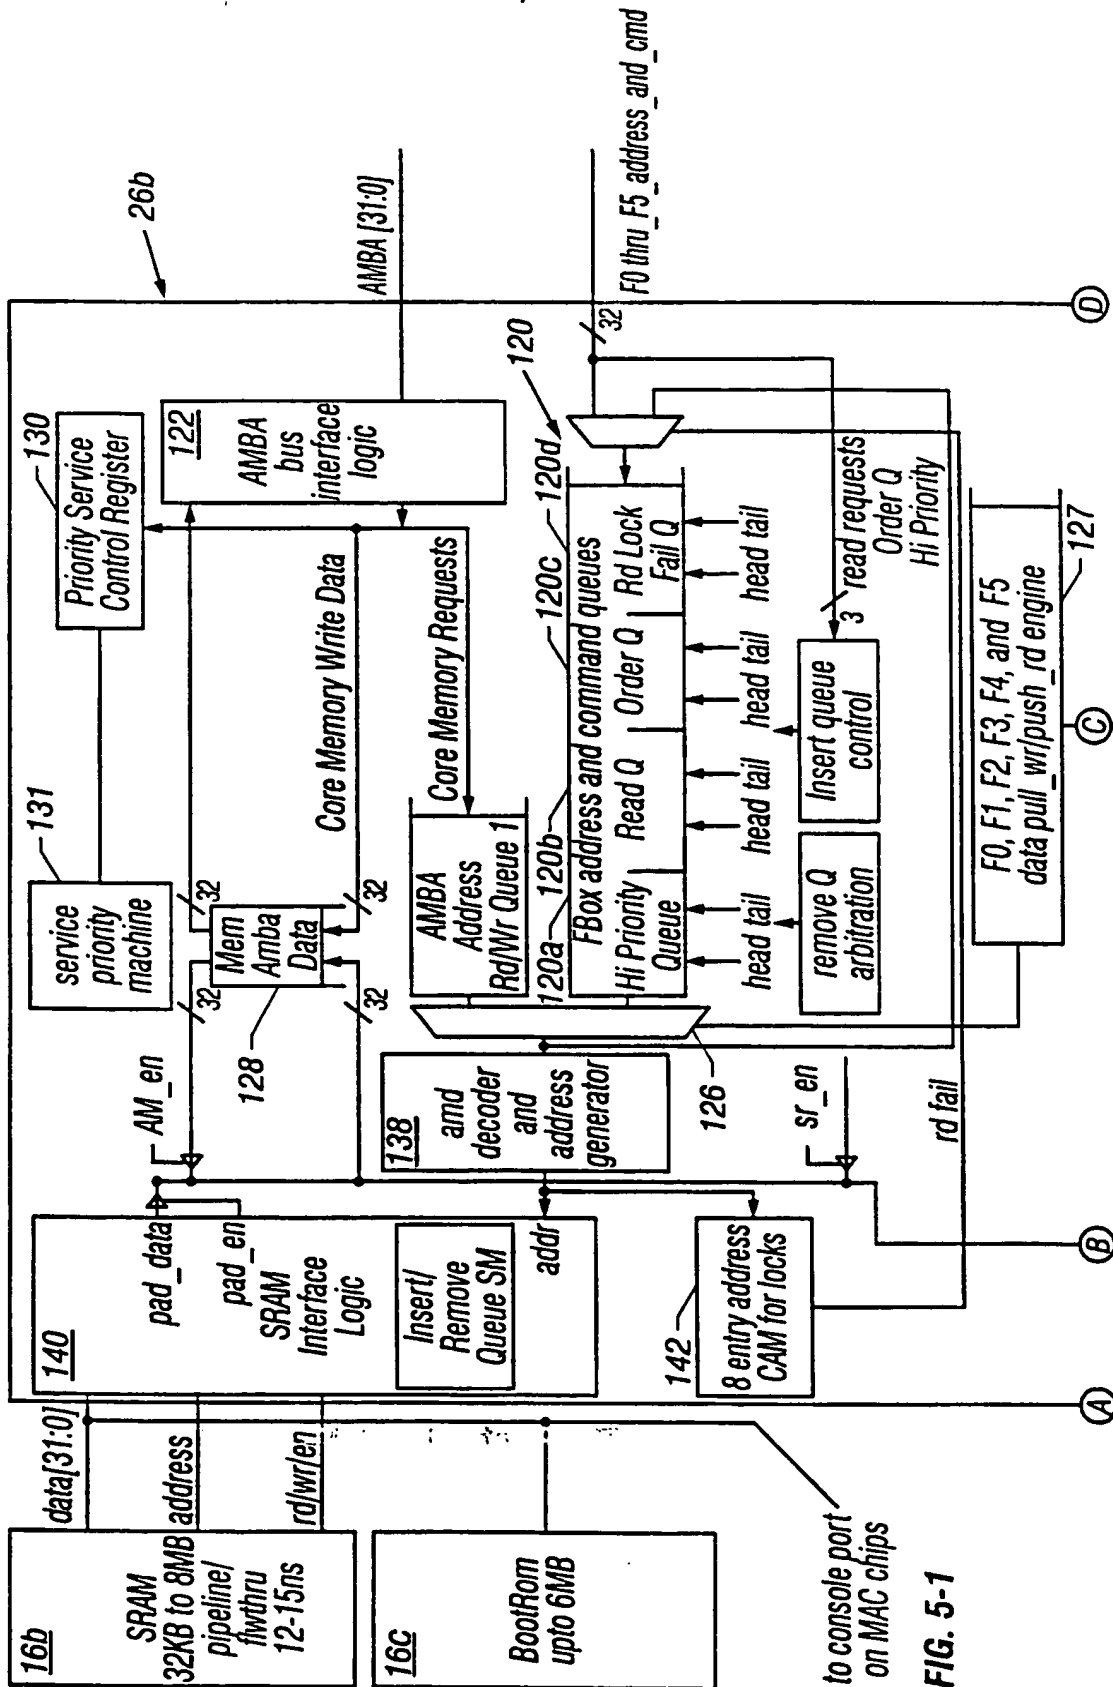 26b
130
Priority Service
Control Register
122
AMBA
bus
interface
logic
AMBA [31:0]
131
service
priority
machine
32
32
Mem
Amba
Data
32
32
128
AM_en
Core Memory Write Data
Core Memory Requests
AMBA
Address
Rd/Wr Queue 1
120a
120b
120c
120d
120
FBox address and command queues
Hi Priority
Queue
Read Q
Order Q
Rd Lock
Fail Q
head tail
head tail
head tail
head tail
remove Q
arbitration
Insert queue
control
32
F0 thru_F5_address_and_cmd
3
read requests
Order Q
Hi Priority
127
F0, F1, F2, F3, F4, and F5
data pull_wr/push_rd engine
126
138
amd
decoder
and
address
generator
sr_en
rd fail
140
pad_data
pad_en
SRAM
Interface
Logic
Insert/
Remove
Queue SM
addr
142
8 entry address
CAM for locks
data[31:0]
address
rd/wr/en
16b
SRAM
32KB to 8MB
pipeline/
flwthru
12-15ns
16c
BootRom
upto 6MB
to console port
on MAC chips
A
B
C
D
FIG. 5-1